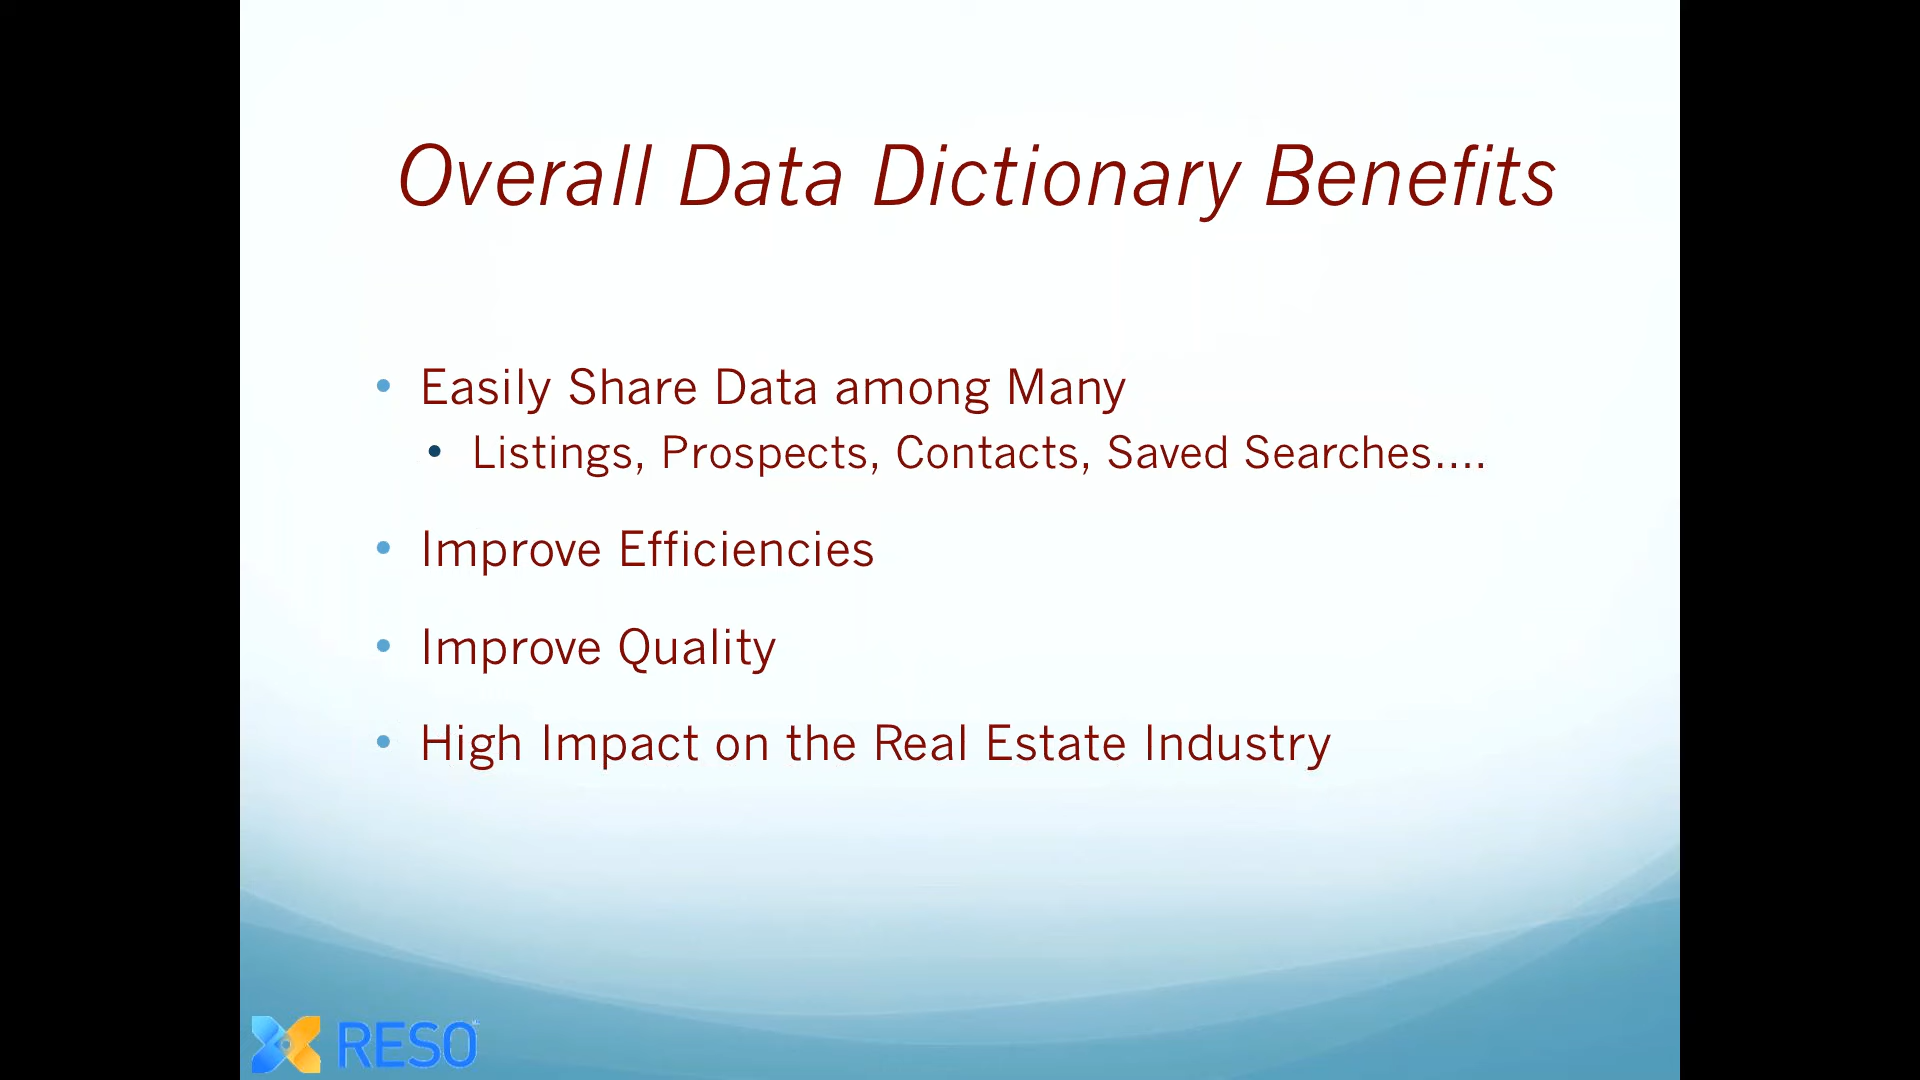 Overall Data Dictionary Benefits
• Easily Share Data among Many
• Listings, Prospects, Contacts, Saved Searches....
• Improve Efficiencies
• Improve Quality
• High Impact on the Real Estate Industry
RESO